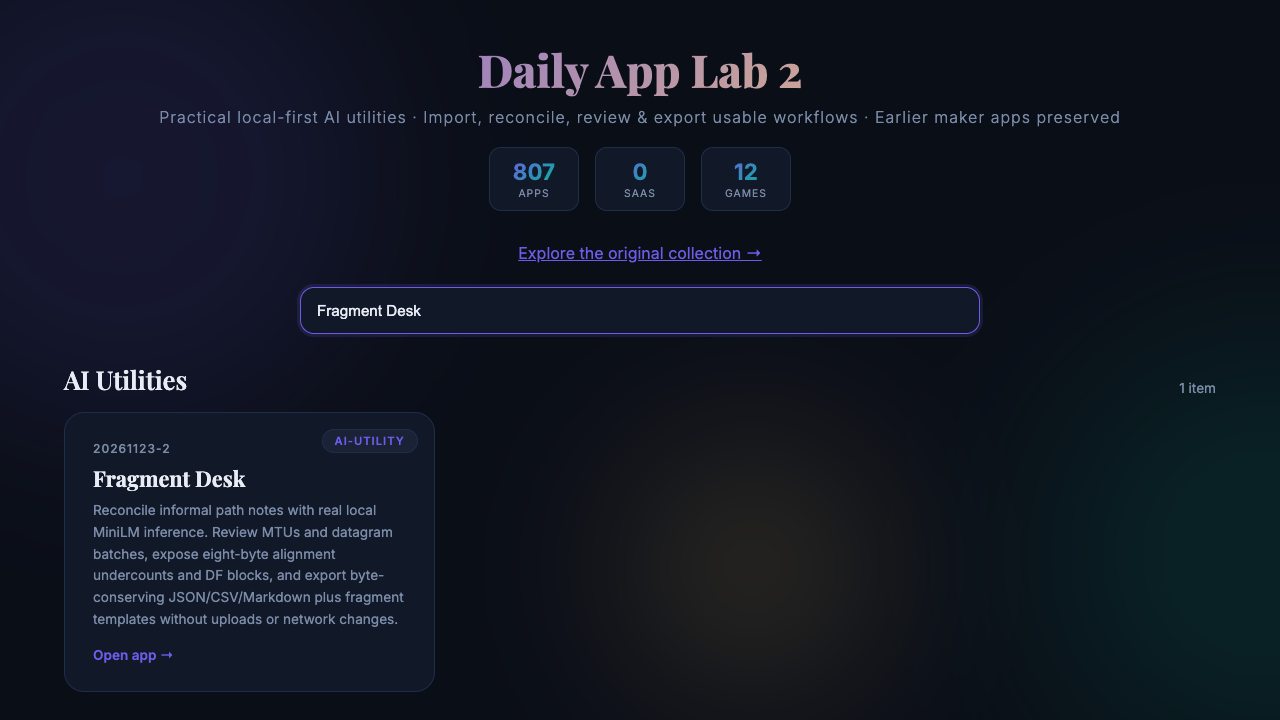 Daily App Lab 2
Practical local-first AI utilities · Import, reconcile, review & export usable workflows · Earlier maker apps preserved
807
APPS
0
SAAS
12
GAMES
Explore the original collection →
Fragment Desk
AI Utilities
1 item
20261123-2
AI-UTILITY
Fragment Desk
Reconcile informal path notes with real local
MiniLM inference. Review MTUs and datagram
batches, expose eight-byte alignment
undercounts and DF blocks, and export byte-
conserving JSON/CSV/Markdown plus fragment
templates without uploads or network changes.
Open app →